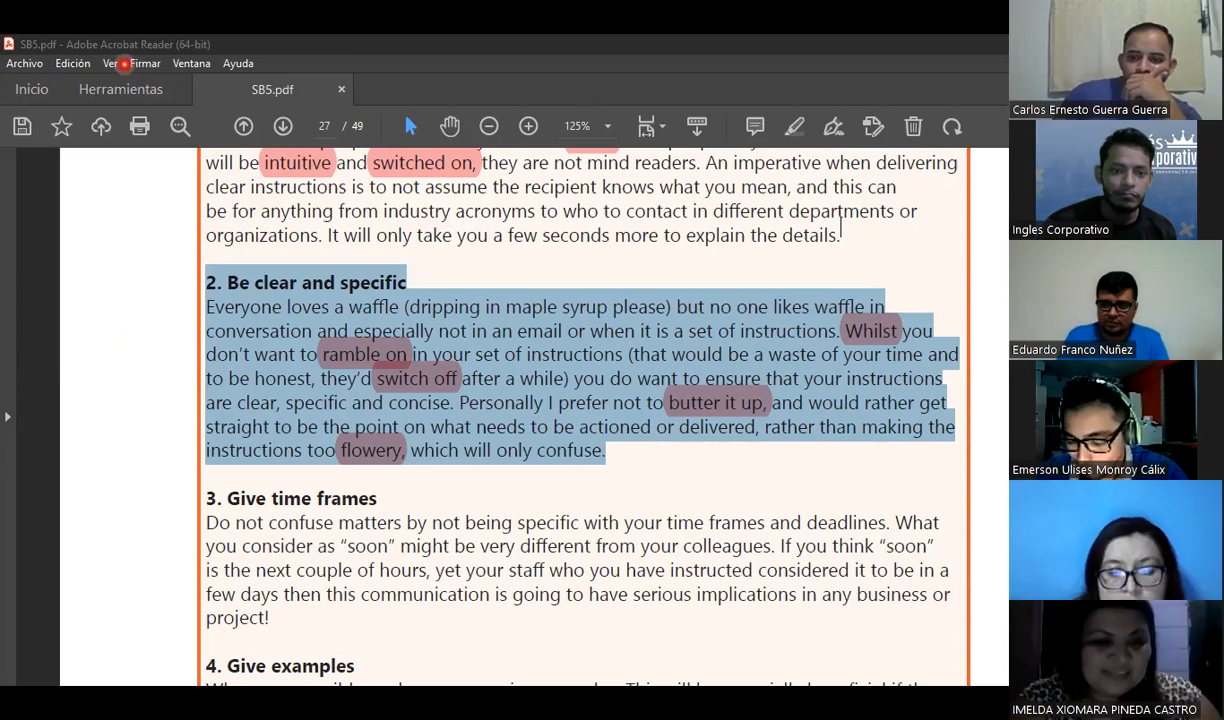 SB5.pdf - Adobe Acrobat Reader (64-bit)
Archivo Edición Ver Firmar Ventana Ayuda
Inicio Herramientas SB5.pdf ×
27 / 49 125%
will be intuitive and switched on, they are not mind readers. An imperative when delivering
clear instructions is to not assume the recipient knows what you mean, and this can
be for anything from industry acronyms to who to contact in different departments or
organizations. It will only take you a few seconds more to explain the details.
2. Be clear and specific
Everyone loves a waffle (dripping in maple syrup please) but no one likes waffle in
conversation and especially not in an email or when it is a set of instructions. Whilst you
don’t want to ramble on in your set of instructions (that would be a waste of your time and
to be honest, they’d switch off after a while) you do want to ensure that your instructions
are clear, specific and concise. Personally I prefer not to butter it up, and would rather get
straight to be the point on what needs to be actioned or delivered, rather than making the
instructions too flowery, which will only confuse.
3. Give time frames
Do not confuse matters by not being specific with your time frames and deadlines. What
you consider as “soon” might be very different from your colleagues. If you think “soon”
is the next couple of hours, yet your staff who you have instructed considered it to be in a
few days then this communication is going to have serious implications in any business or
project!
4. Give examples
Carlos Ernesto Guerra Guerra
Ingles Corporativo
Eduardo Franco Nuñez
Emerson Ulises Monroy Cálix
IMELDA XIOMARA PINEDA CASTRO